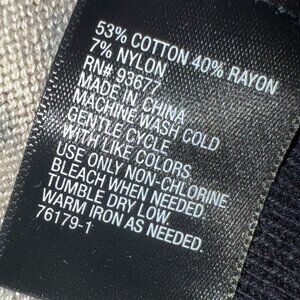 53% COTTON 40% RAYON
7% NYLON
RN# 93677
MADE IN CHINA
MACHINE WASH COLD
GENTLE CYCLE
WITH LIKE COLORS
USE ONLY NON-CHLORINE
BLEACH WHEN NEEDED
TUMBLE DRY LOW
WARM IRON AS NEEDED
76179-1